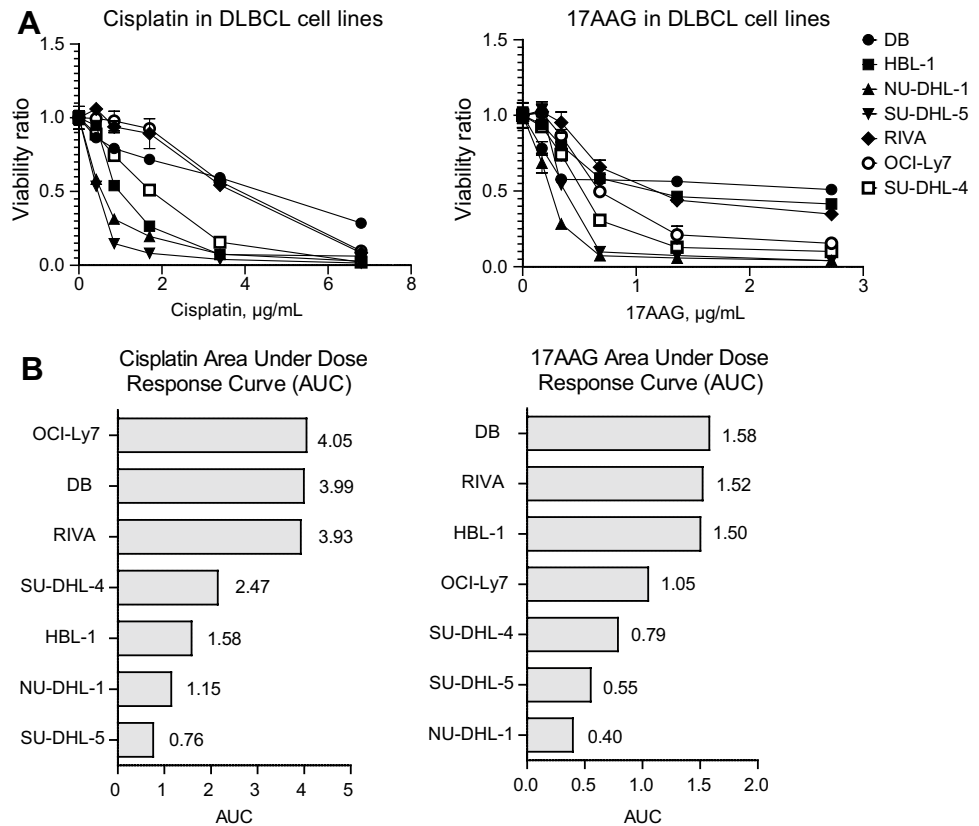 A
Cisplatin in DLBCL cell lines
1.5
1.0
0.5
0.0
Viability ratio
0
2
4
6
8
Cisplatin, µg/mL
17AAG in DLBCL cell lines
1.5
1.0
0.5
0.0
Viability ratio
0
1
2
3
17AAG, µg/mL
DB
HBL-1
NU-DHL-1
SU-DHL-5
RIVA
OCI-Ly7
SU-DHL-4
B
Cisplatin Area Under Dose
Response Curve (AUC)
OCI-Ly7 4.05
DB 3.99
RIVA 3.93
SU-DHL-4 2.47
HBL-1 1.58
NU-DHL-1 1.15
SU-DHL-5 0.76
0 1 2 3 4 5
AUC
17AAG Area Under Dose
Response Curve (AUC)
DB 1.58
RIVA 1.52
HBL-1 1.50
OCI-Ly7 1.05
SU-DHL-4 0.79
SU-DHL-5 0.55
NU-DHL-1 0.40
0.0 0.5 1.0 1.5 2.0
AUC